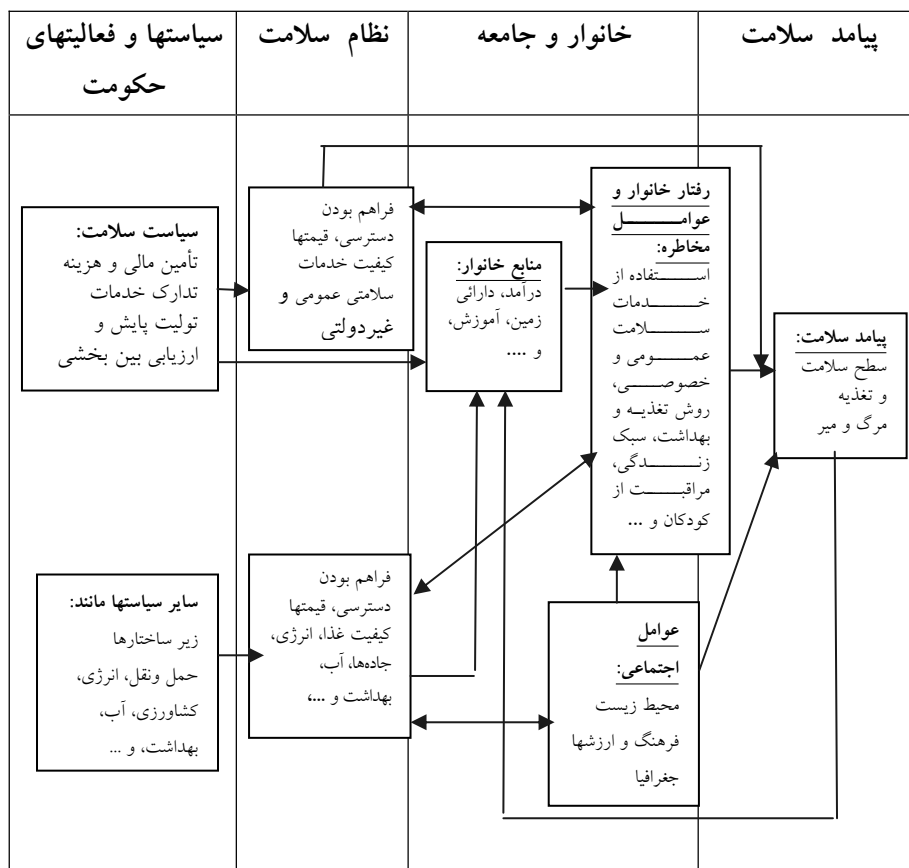 پیامد سلامت
خانوار و جامعه
نظام سلامت
سیاستها و فعالیتهای
حکومت
رفتار خانوار و
عوامل
مخاطره:
استفاده از
خدمات
سلامت
عمومی و
خصوصی،
روش تغذیه و
بهداشت، سبک
زندگی،
مراقبت از
کودکان و ...
فراهم بودن
دسترسی، قیمتها
کیفیت خدمات
سلامتی عمومی و
غیردولتی
سیاست سلامت:
تأمین مالی و هزینه
تدارک خدمات
تولیت پایش و
ارزیابی بین بخشی
منابع خانوار:
درآمد، دارائی
زمین، آموزش،
و ....
پیامد سلامت:
سطح سلامت
و تغذیه
مرگ و میر
فراهم بودن
دسترسی، قیمتها
کیفیت غذا، انرژی،
جاده‌ها، آب،
بهداشت و ...،
سایر سیاستها مانند:
زیر ساختارها
حمل ونقل، انرژی،
کشاورزی، آب،
بهداشت، و ...
عوامل
اجتماعی:
محیط زیست
فرهنگ و ارزشها
جغرافیا